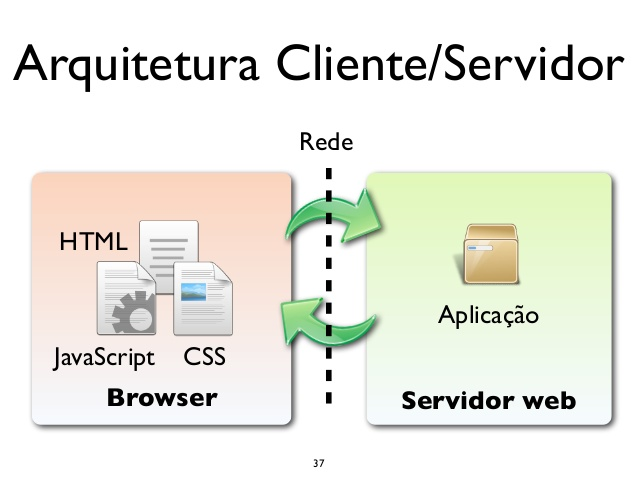 Arquitetura Cliente/Servidor
Rede
HTML
JavaScript CSS
Browser
Aplicação
Servidor web
37